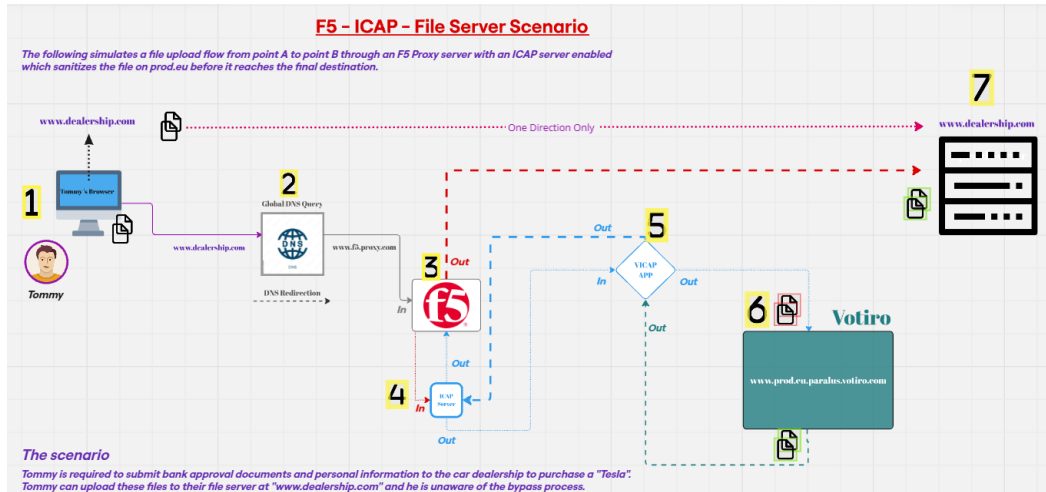 F5 - ICAP - File Server Scenario
The following simulates a file upload flow from point A to point B through an F5 Proxy server with an ICAP server enabled
which sanitizes the file on prod.eu before it reaches the final destination.
7
www.dealership.com
One Direction Only
www.dealership.com
1
Tommy's Browser
2
Global DNS Query
DNS
DNS
www.dealership.com
www.f5.proxy.com
DNS Redirection
Tommy
3
Out
In
f5
Out
5
VICAP
APP
In
Out
Out
6
Votiro
www.prod.eu.paralus.votiro.com
Out
4
In
ICAP
Server
Out
The scenario
Tommy is required to submit bank approval documents and personal information to the car dealership to purchase a "Tesla".
Tommy can upload these files to their file server at "www.dealership.com" and he is unaware of the bypass process.